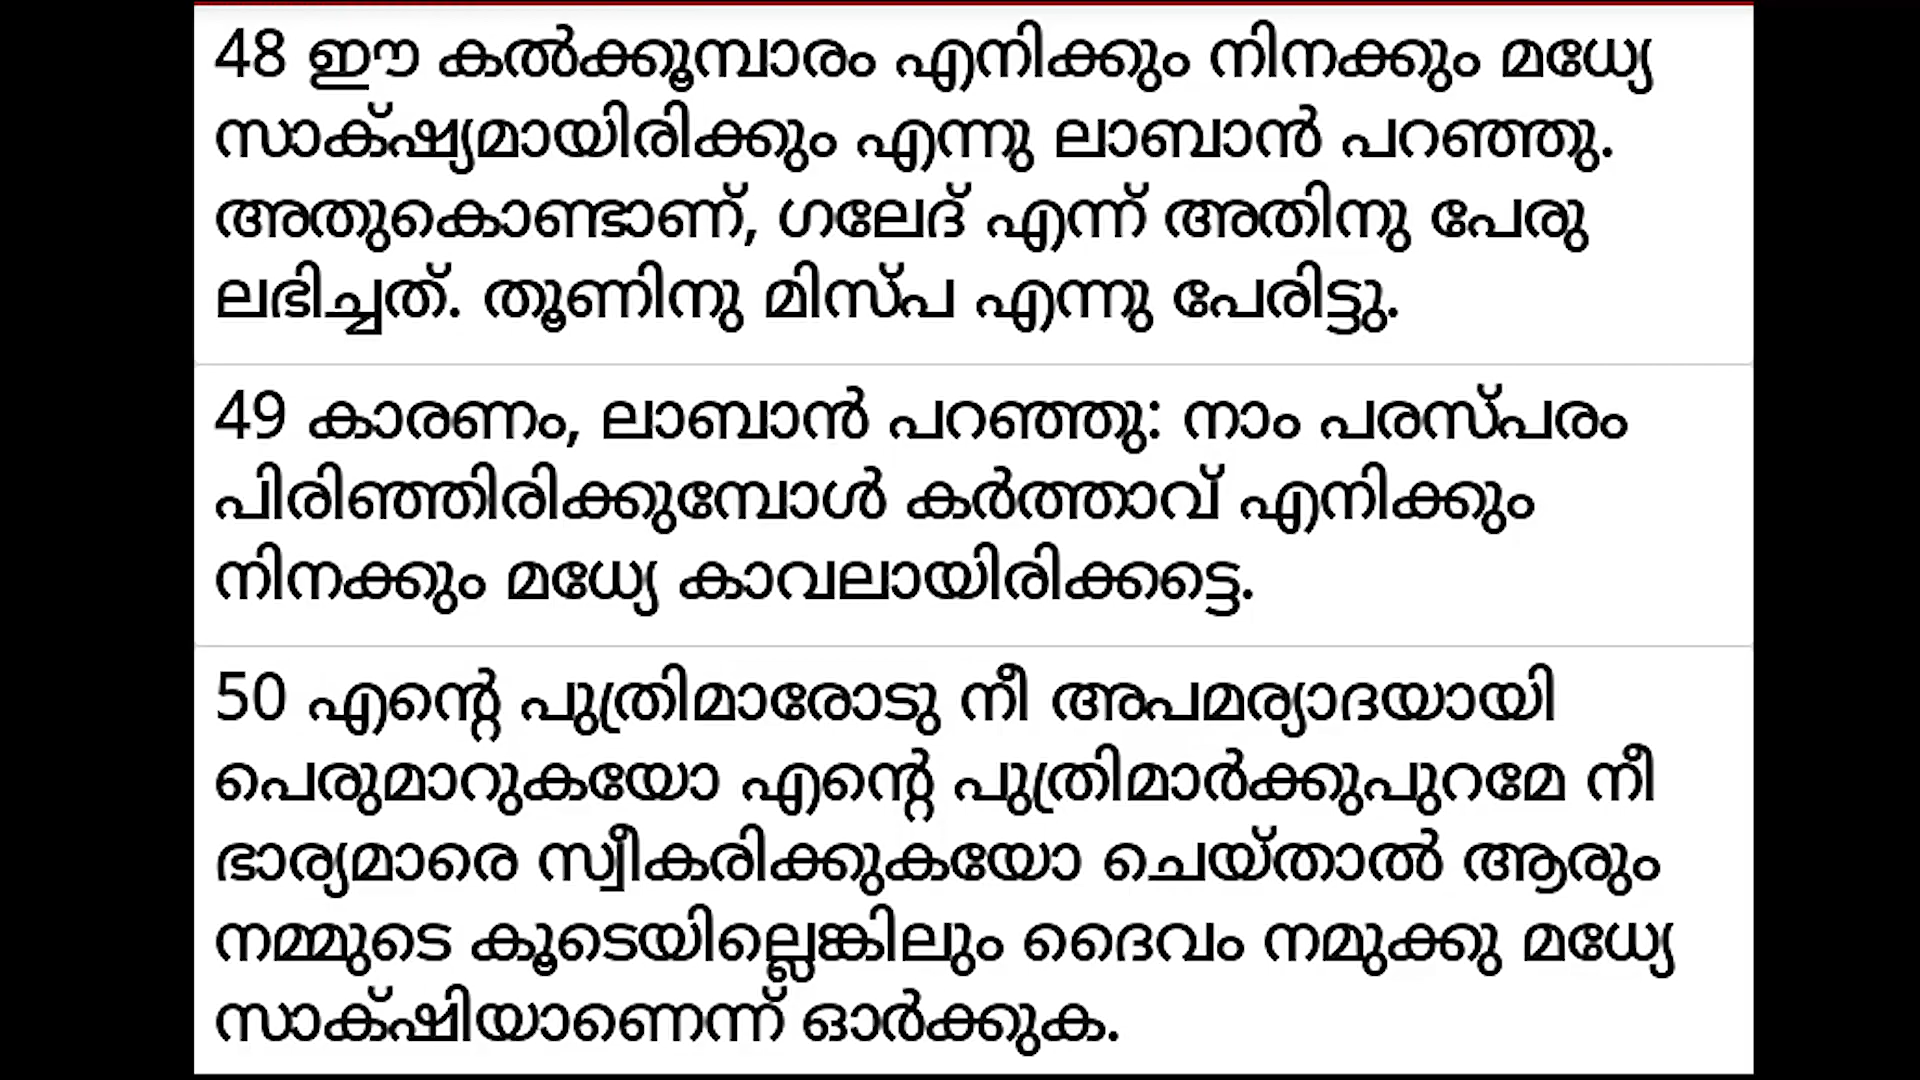 48 ഈ കൽക്കൂമ്പാരം എനിക്കും നിനക്കും മധ്യേ
സാക്‌ഷ്യമായിരിക്കും എന്നു ലാബാൻ പറഞ്ഞു.
അതുകൊണ്ടാണ്, ഗലേദ് എന്ന് അതിനു പേരു
ലഭിച്ചത്. തൂണിനു മിസ്പ എന്നു പേരിട്ടു.
49 കാരണം, ലാബാൻ പറഞ്ഞു: നാം പരസ്പരം
പിരിഞ്ഞിരിക്കുമ്പോൾ കർത്താവ് എനിക്കും
നിനക്കും മധ്യേ കാവലായിരിക്കട്ടെ.
50 എന്റെ പുത്രിമാരോടു നീ അപമര്യാദയായി
പെരുമാറുകയോ എന്റെ പുത്രിമാർക്കുപുറമേ നീ
ഭാര്യമാരെ സ്വീകരിക്കുകയോ ചെയ്താൽ ആരും
നമ്മുടെ കൂടെയില്ലെങ്കിലും ദൈവം നമുക്കു മധ്യേ
സാക്‌ഷിയാണെന്ന് ഓർക്കുക.